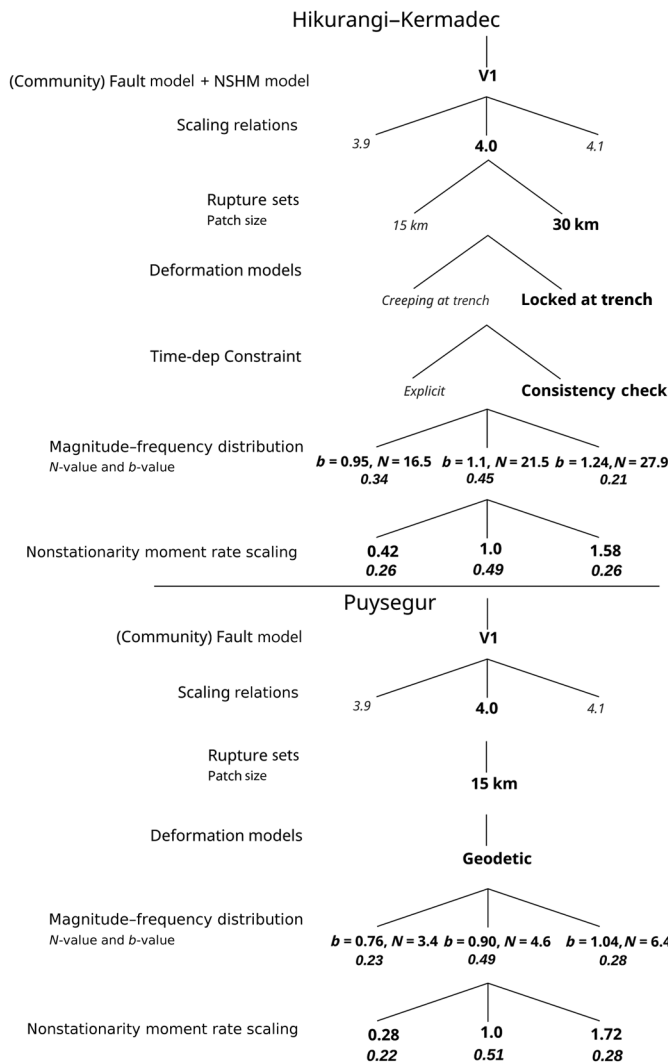 Hikurangi–Kermadec
(Community) Fault model + NSHM model
V1
Scaling relations
3.9 4.0 4.1
Rupture sets
Patch size
15 km 30 km
Deformation models
Creeping at trench Locked at trench
Time-dep Constraint
Explicit Consistency check
Magnitude–frequency distribution
N-value and b-value
b = 0.95, N = 16.5 b = 1.1, N = 21.5 b = 1.24, N = 27.9
0.34 0.45 0.21
Nonstationarity moment rate scaling
0.42 1.0 1.58
0.26 0.49 0.26
Puysegur
(Community) Fault model
V1
Scaling relations
3.9 4.0 4.1
Rupture sets
Patch size
15 km
Deformation models
Geodetic
Magnitude–frequency distribution
N-value and b-value
b = 0.76, N = 3.4 b = 0.90, N = 4.6 b = 1.04, N = 6.4
0.23 0.49 0.28
Nonstationarity moment rate scaling
0.28 1.0 1.72
0.22 0.51 0.28